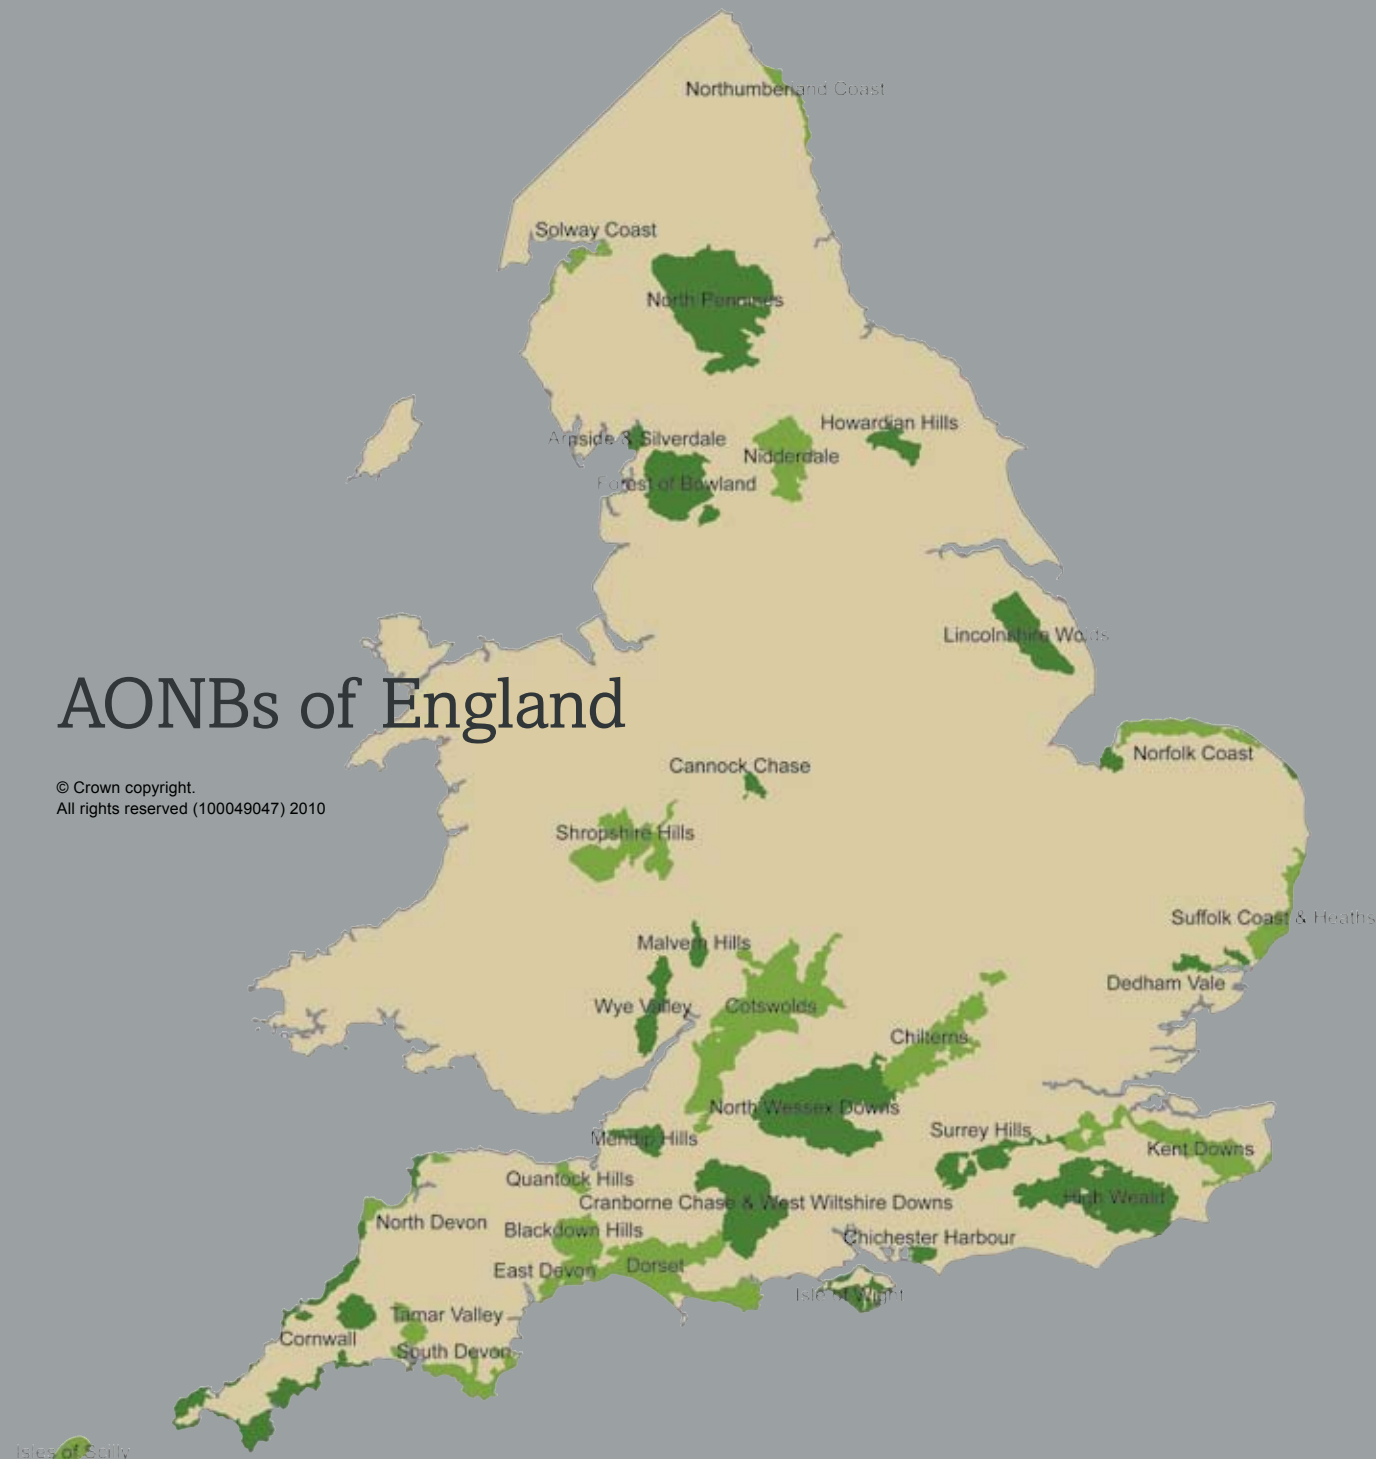 Northumberland Coast
Solway Coast
North Pennines
Howardian Hills
Arnside & Silverdale
Nidderdale
Forest of Bowland
Lincolnshire Wolds
AONBs of England
Norfolk Coast
Cannock Chase
© Crown copyright.
All rights reserved (100049047) 2010
Shropshire Hills
Suffolk Coast & Heaths
Malvern Hills
Dedham Vale
Wye Valley
Cotswolds
Chilterns
North Wessex Downs
Surrey Hills
Mendip Hills
Kent Downs
Quantock Hills
High Weald
Cranborne Chase & West Wiltshire Downs
North Devon
Blackdown Hills
Chichester Harbour
Dorset
East Devon
Isle of Wight
Tamar Valley
Cornwall
South Devon
Isles of Scilly